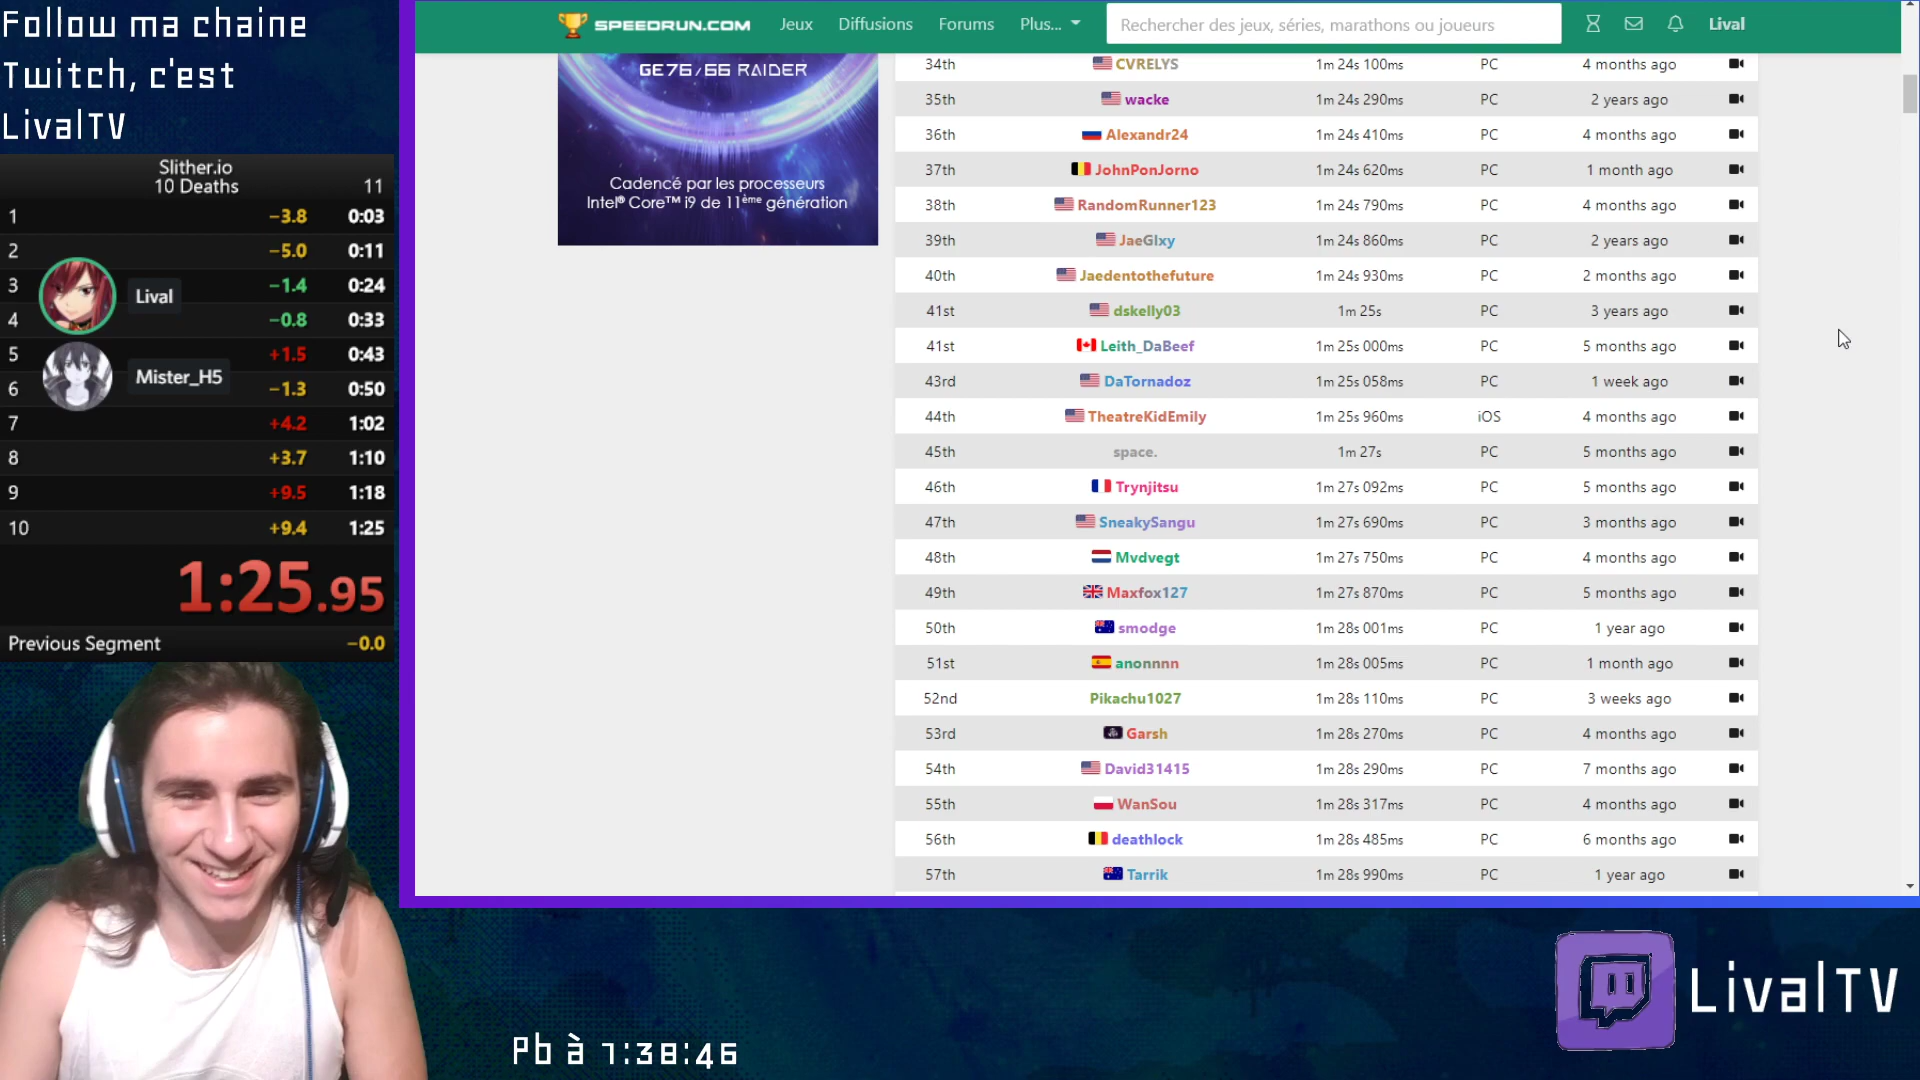 Follow ma chaine
Twitch, c'est
LivalTV
Slither.io
10 Deaths 11
1 −3.8 0:03
2 −5.0 0:11
3 −1.4 0:24
4 −0.8 0:33
5 +1.5 0:43
6 −1.3 0:50
7 +4.2 1:02
8 +3.7 1:10
9 +9.5 1:18
10 +9.4 1:25
Lival
Mister_H5
1:25.95
Previous Segment −0.0
SPEEDRUN.COM Jeux Diffusions Forums Plus... Rechercher des jeux, séries, marathons ou joueurs Lival
GE76/66 RAIDER
Cadencé par les processeurs
Intel® Core™ i9 de 11ème génération
34th CVRELYS 1m 24s 100ms PC 4 months ago
35th wacke 1m 24s 290ms PC 2 years ago
36th Alexandr24 1m 24s 410ms PC 4 months ago
37th JohnPonJorno 1m 24s 620ms PC 1 month ago
38th RandomRunner123 1m 24s 790ms PC 4 months ago
39th JaeGlxy 1m 24s 860ms PC 2 years ago
40th Jaedentothefuture 1m 24s 930ms PC 2 months ago
41st dskelly03 1m 25s PC 3 years ago
41st Leith_DaBeef 1m 25s 000ms PC 5 months ago
43rd DaTornadoz 1m 25s 058ms PC 1 week ago
44th TheatreKidEmily 1m 25s 960ms iOS 4 months ago
45th space. 1m 27s PC 5 months ago
46th Trynjitsu 1m 27s 092ms PC 5 months ago
47th SneakySangu 1m 27s 690ms PC 3 months ago
48th Mvdvegt 1m 27s 750ms PC 4 months ago
49th Maxfox127 1m 27s 870ms PC 5 months ago
50th smodge 1m 28s 001ms PC 1 year ago
51st anonnnn 1m 28s 005ms PC 1 month ago
52nd Pikachu1027 1m 28s 110ms PC 3 weeks ago
53rd Garsh 1m 28s 270ms PC 4 months ago
54th David31415 1m 28s 290ms PC 7 months ago
55th WanSou 1m 28s 317ms PC 4 months ago
56th deathlock 1m 28s 485ms PC 6 months ago
57th Tarrik 1m 28s 990ms PC 1 year ago
LivalTV
Pb à 1:38:46